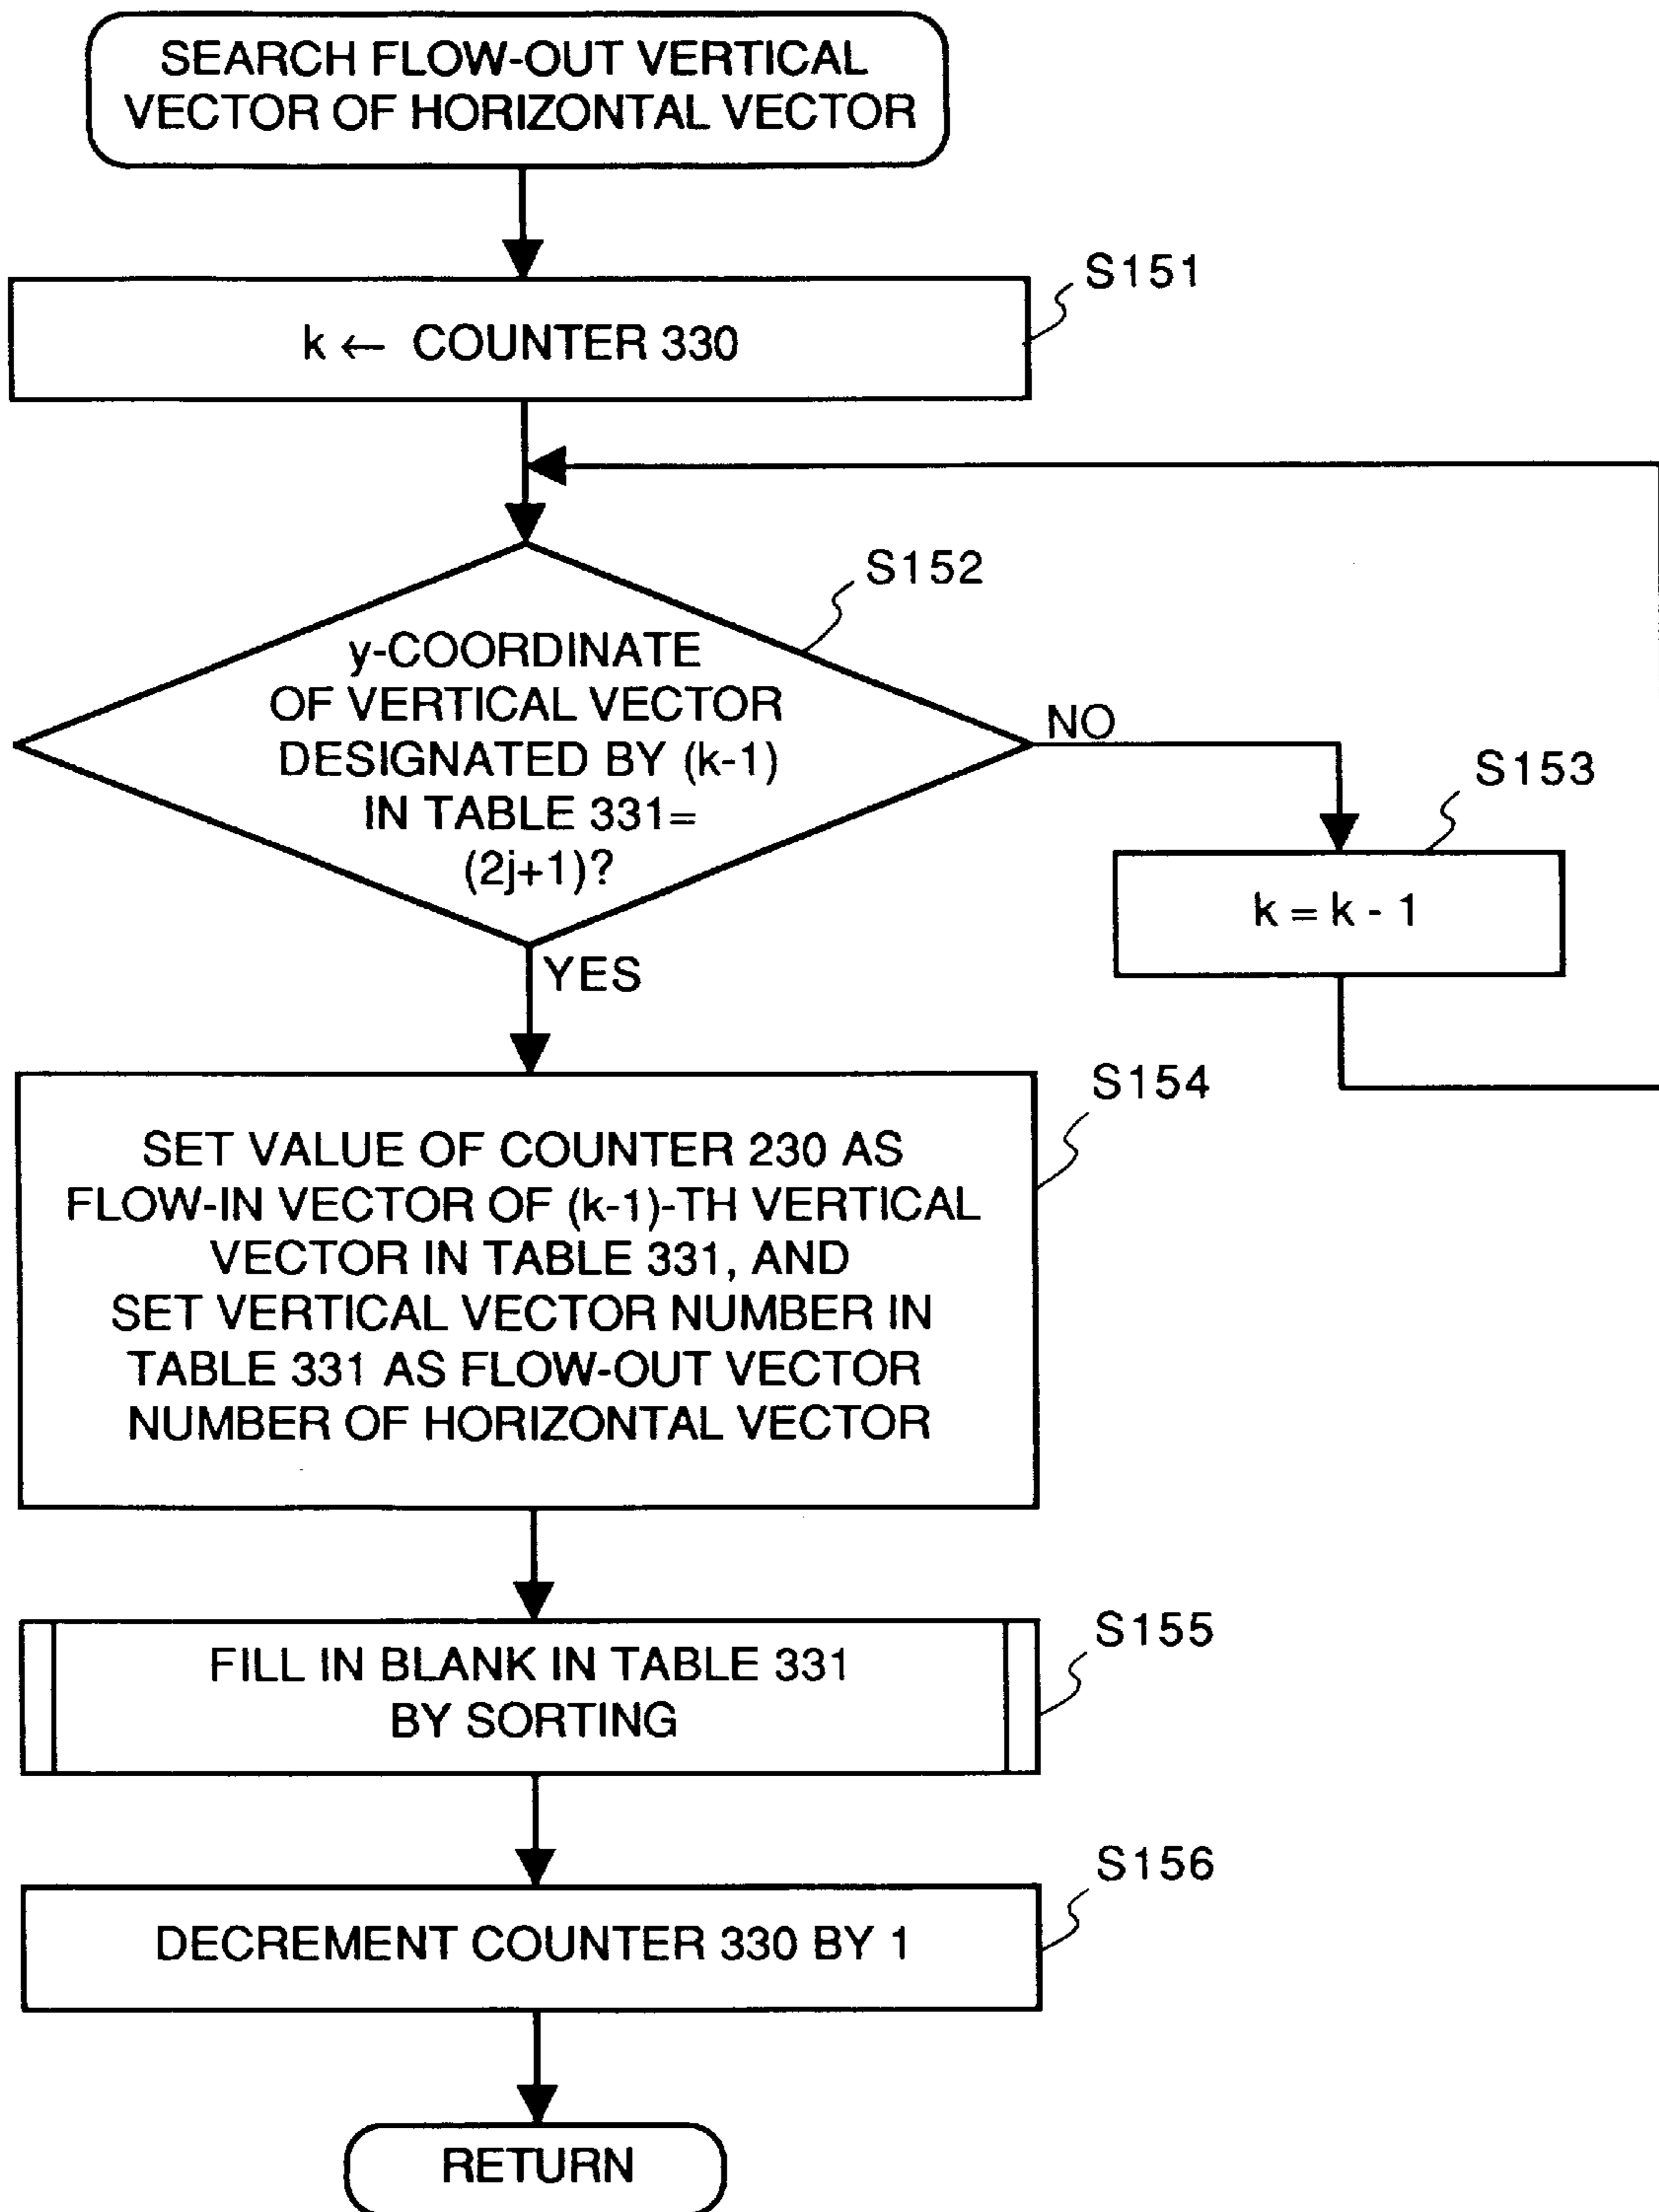 SEARCH FLOW-OUT VERTICAL
VECTOR OF HORIZONTAL VECTOR
S151
k ← COUNTER 330
S152
y-COORDINATE
OF VERTICAL VECTOR
DESIGNATED BY (k-1)
IN TABLE 331=
(2j+1)?
NO
S153
k = k - 1
YES
S154
SET VALUE OF COUNTER 230 AS
FLOW-IN VECTOR OF (k-1)-TH VERTICAL
VECTOR IN TABLE 331, AND
SET VERTICAL VECTOR NUMBER IN
TABLE 331 AS FLOW-OUT VECTOR
NUMBER OF HORIZONTAL VECTOR
S155
FILL IN BLANK IN TABLE 331
BY SORTING
S156
DECREMENT COUNTER 330 BY 1
RETURN